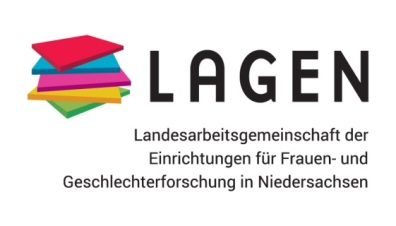 LAGEN
Landesarbeitsgemeinschaft der
Einrichtungen für Frauen- und
Geschlechterforschung in Niedersachsen